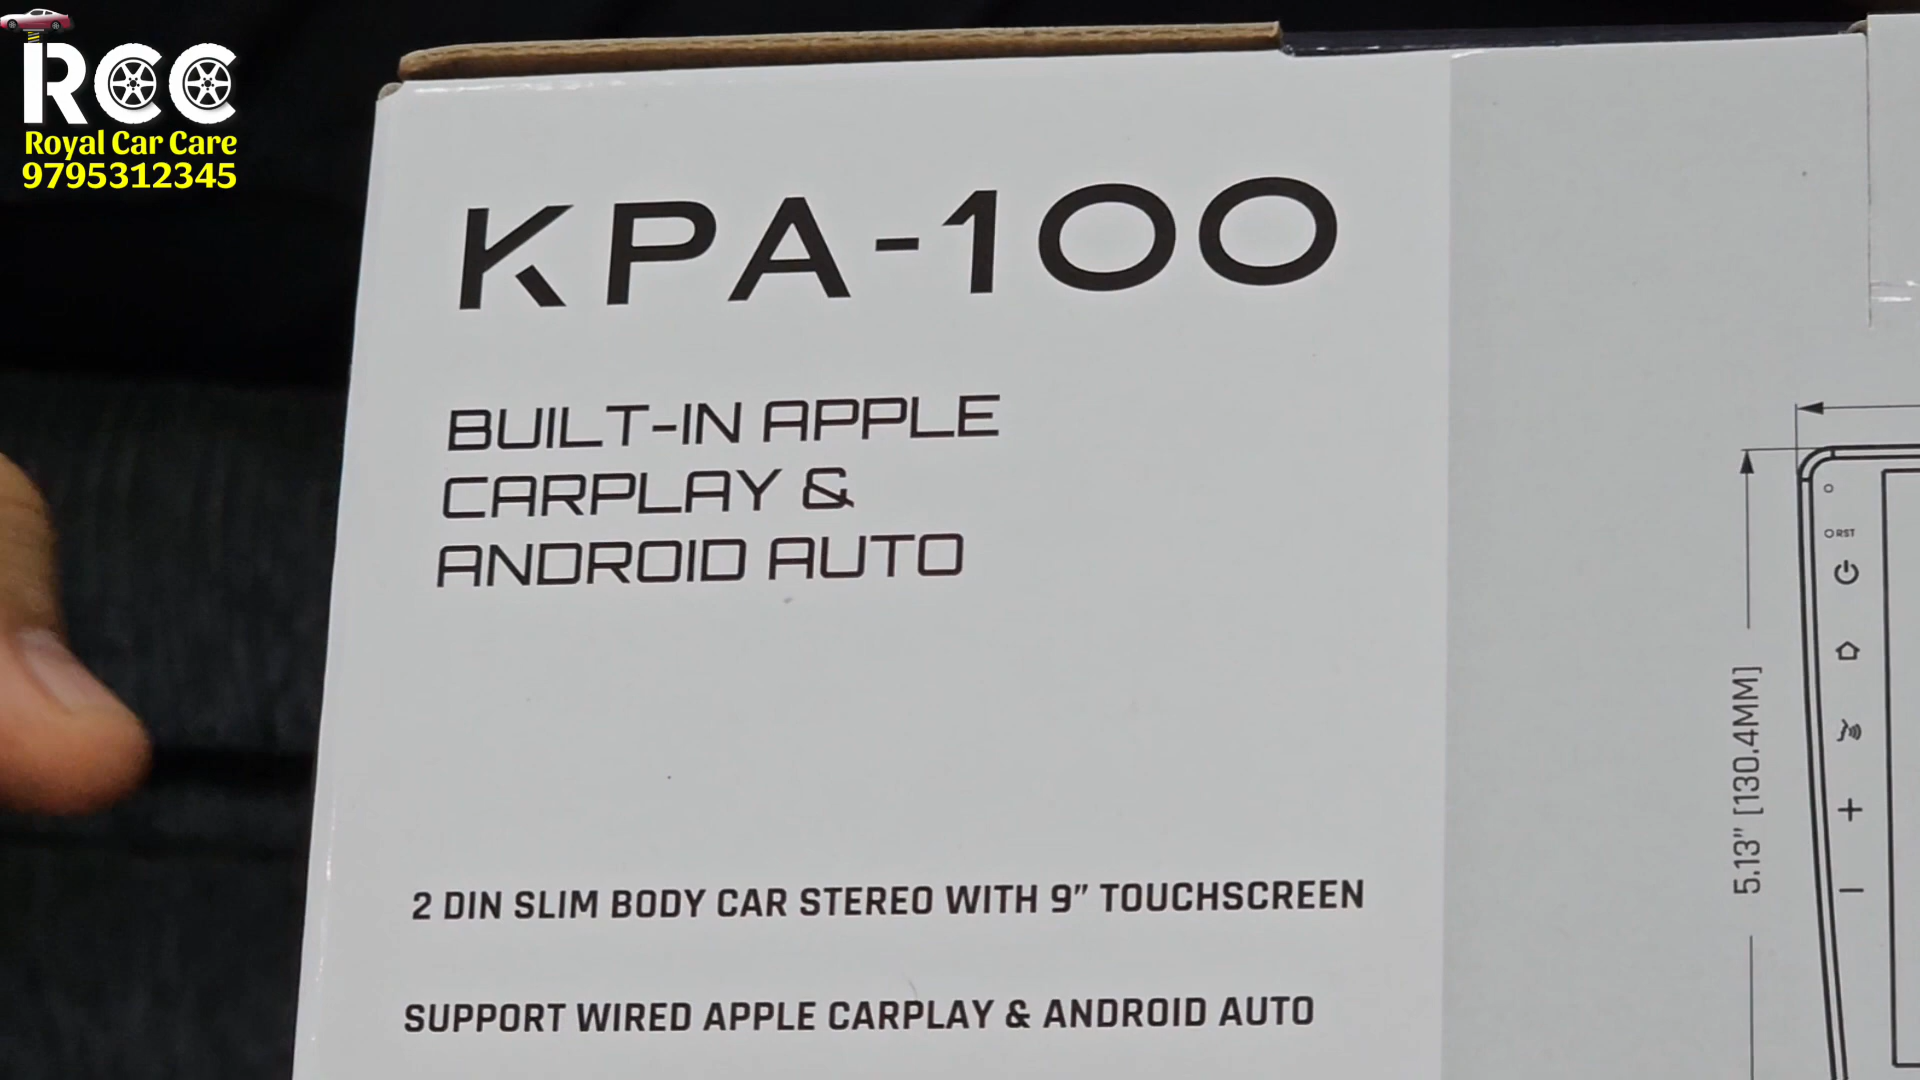 RCC
Royal Car Care
9795312345
KPA-100
BUILT-IN APPLE
CARPLAY &
ANDROID AUTO
2 DIN SLIM BODY CAR STEREO WITH 9" TOUCHSCREEN
SUPPORT WIRED APPLE CARPLAY & ANDROID AUTO
RST
5.13" [130.4MM]